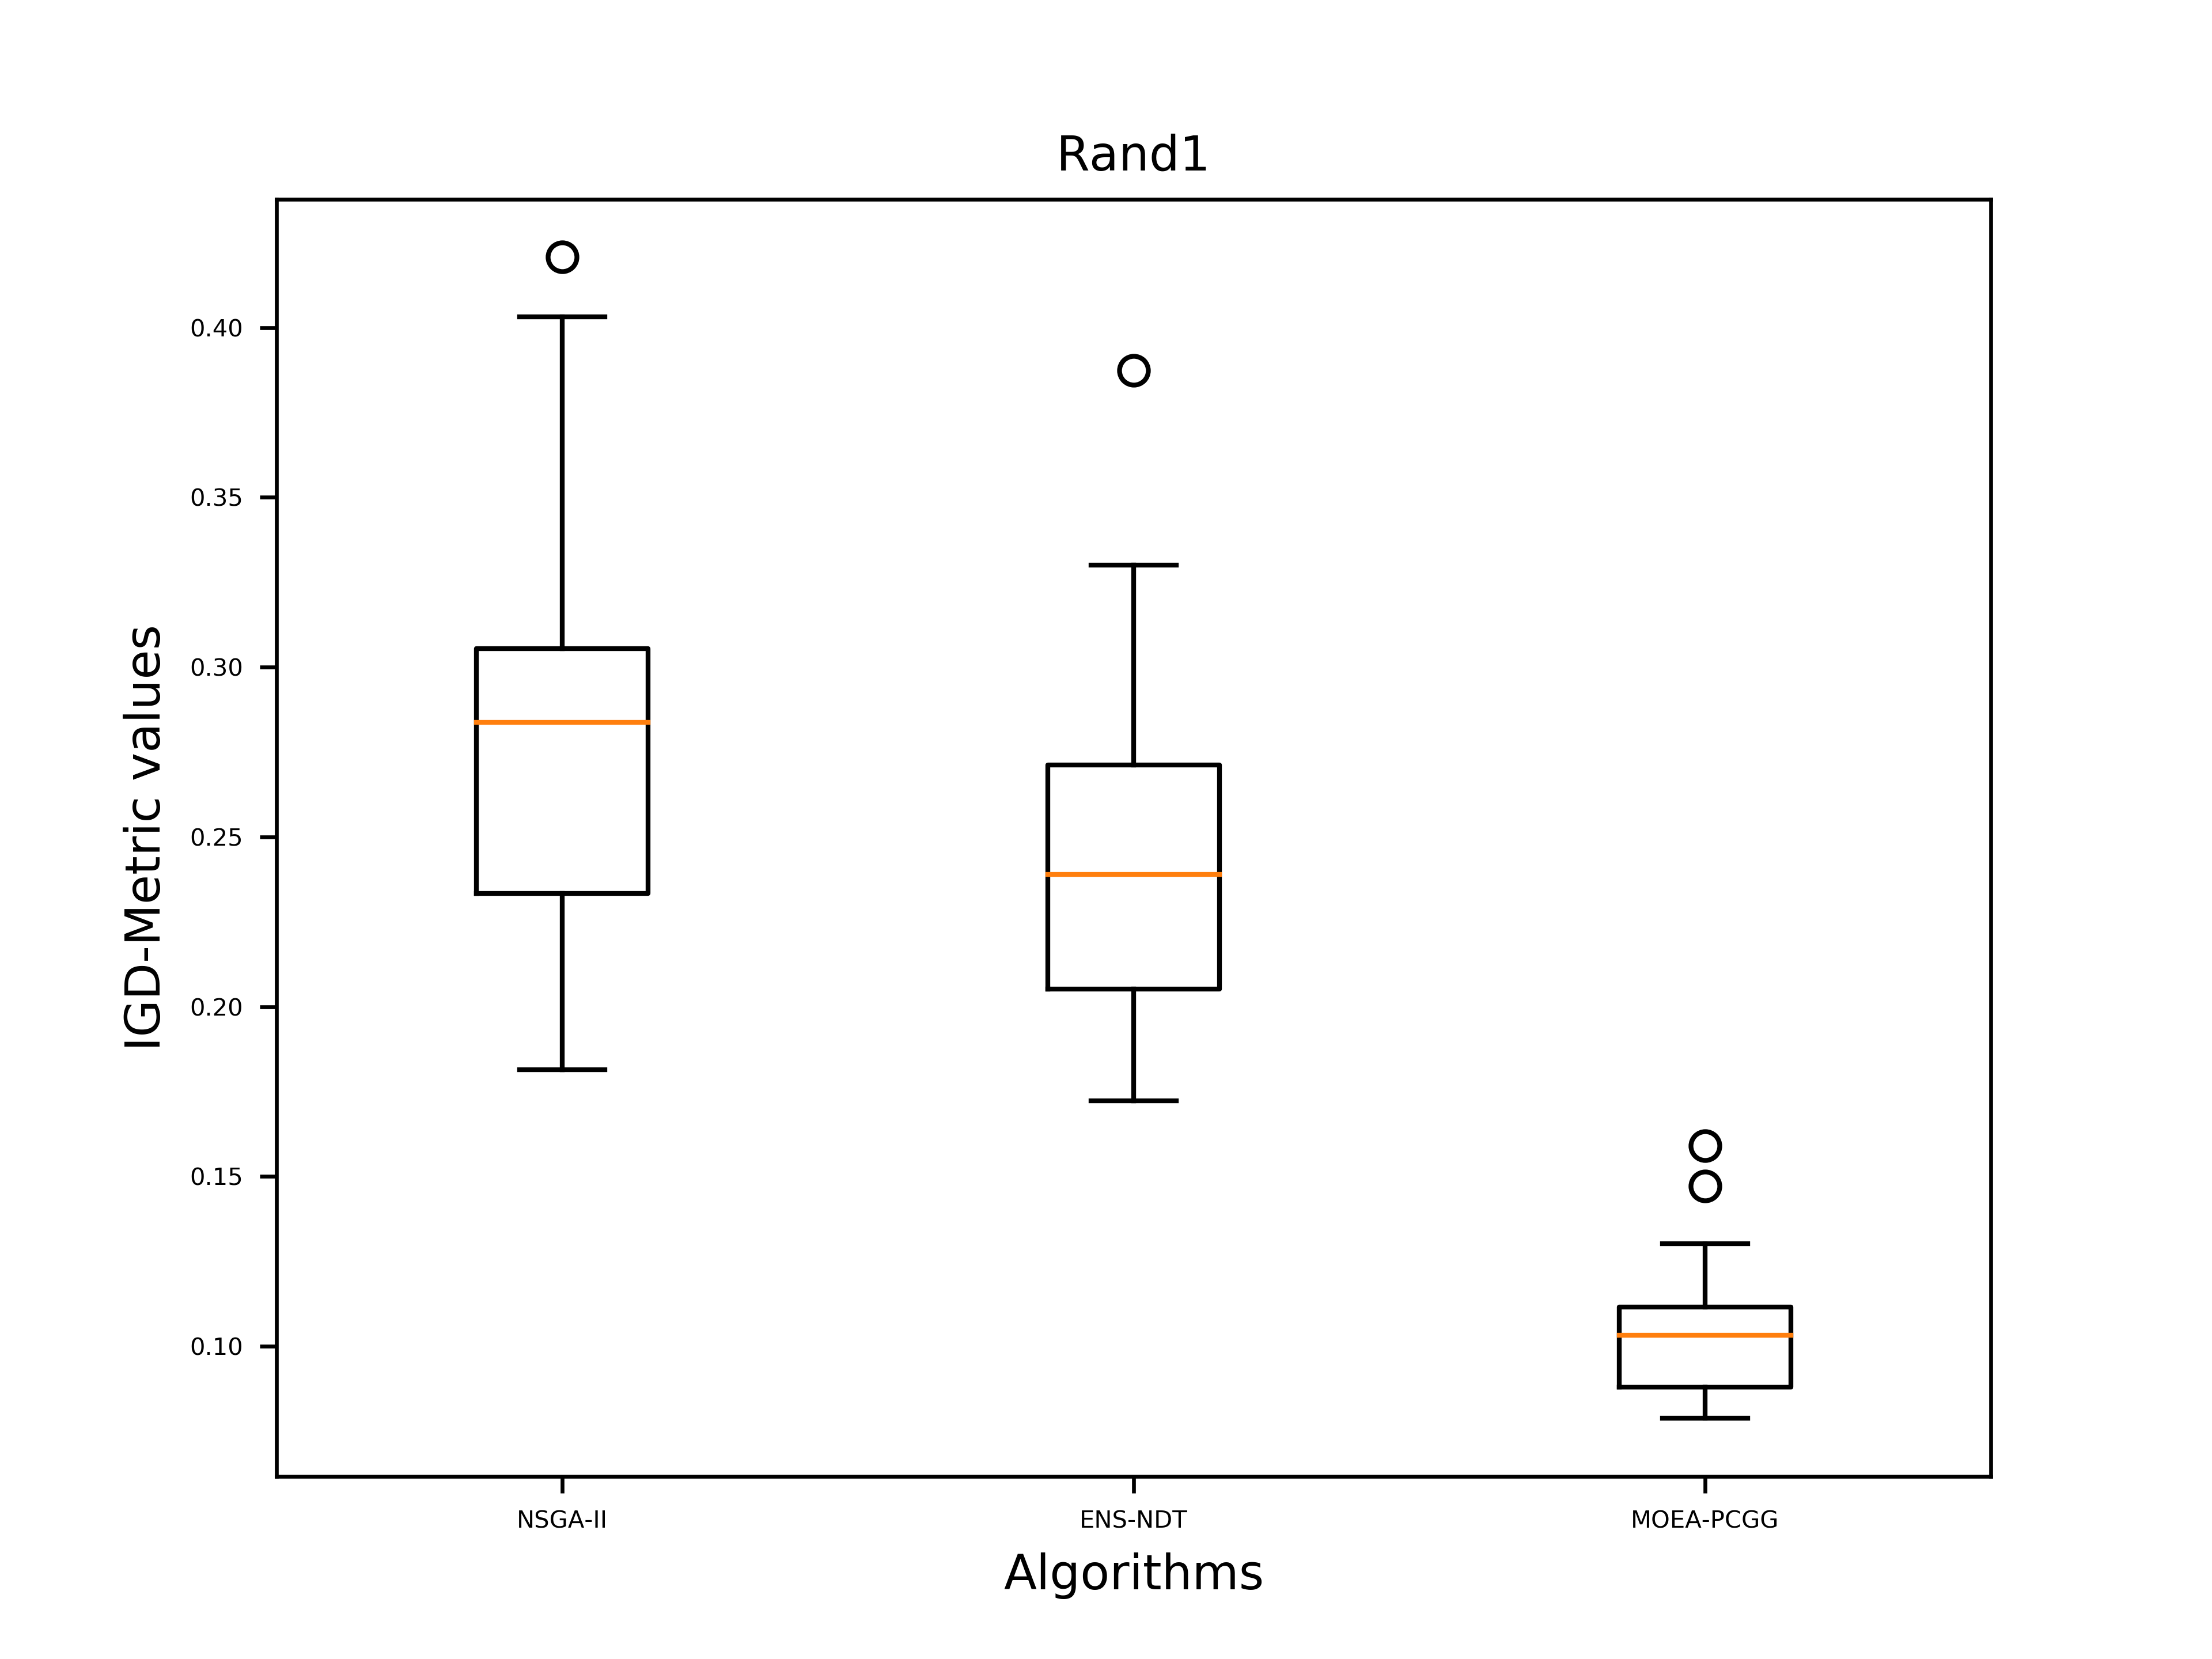 Rand1
IGD-Metric values
0.40
0.35
0.30
0.25
0.20
0.15
0.10
NSGA-II
ENS-NDT
MOEA-PCGG
Algorithms